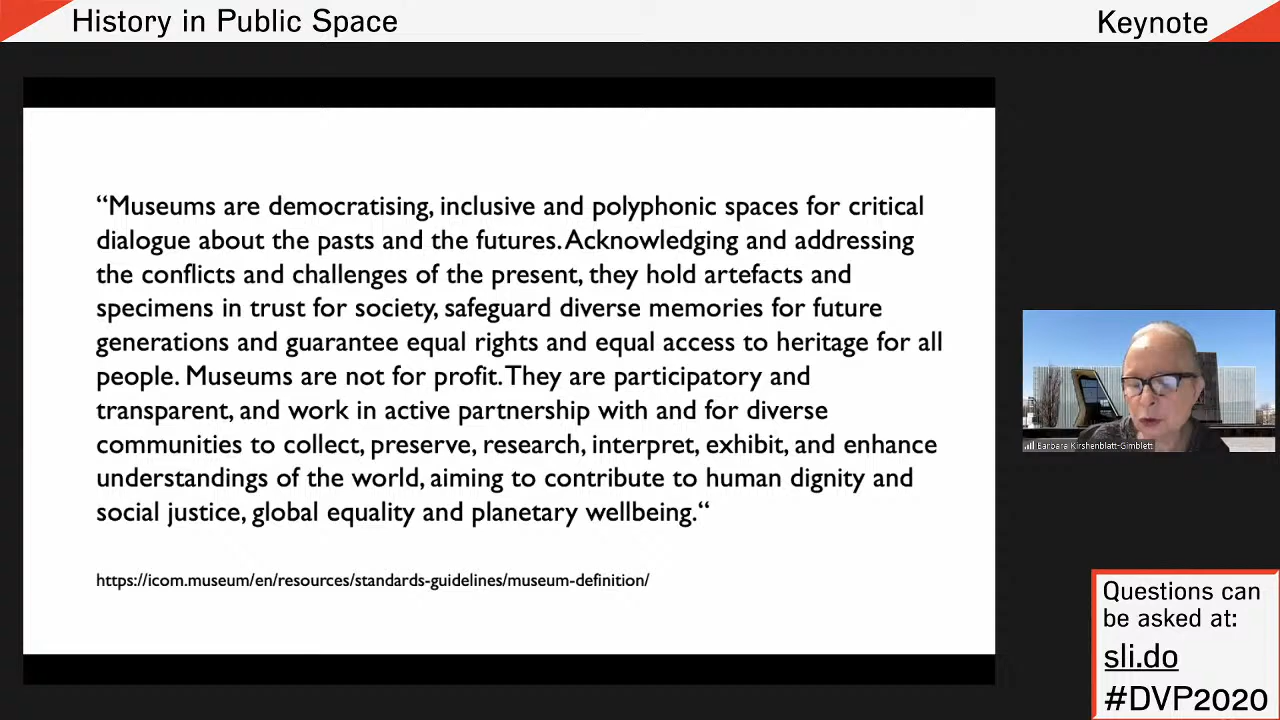 History in Public Space
Keynote
“Museums are democratising, inclusive and polyphonic spaces for critical
dialogue about the pasts and the futures. Acknowledging and addressing
the conflicts and challenges of the present, they hold artefacts and
specimens in trust for society, safeguard diverse memories for future
generations and guarantee equal rights and equal access to heritage for all
people. Museums are not for profit. They are participatory and
transparent, and work in active partnership with and for diverse
communities to collect, preserve, research, interpret, exhibit, and enhance
understandings of the world, aiming to contribute to human dignity and
social justice, global equality and planetary wellbeing.“
https://icom.museum/en/resources/standards-guidelines/museum-definition/
Barbara Kirshenblatt-Gimblett
Questions can
be asked at:
sli.do
#DVP2020